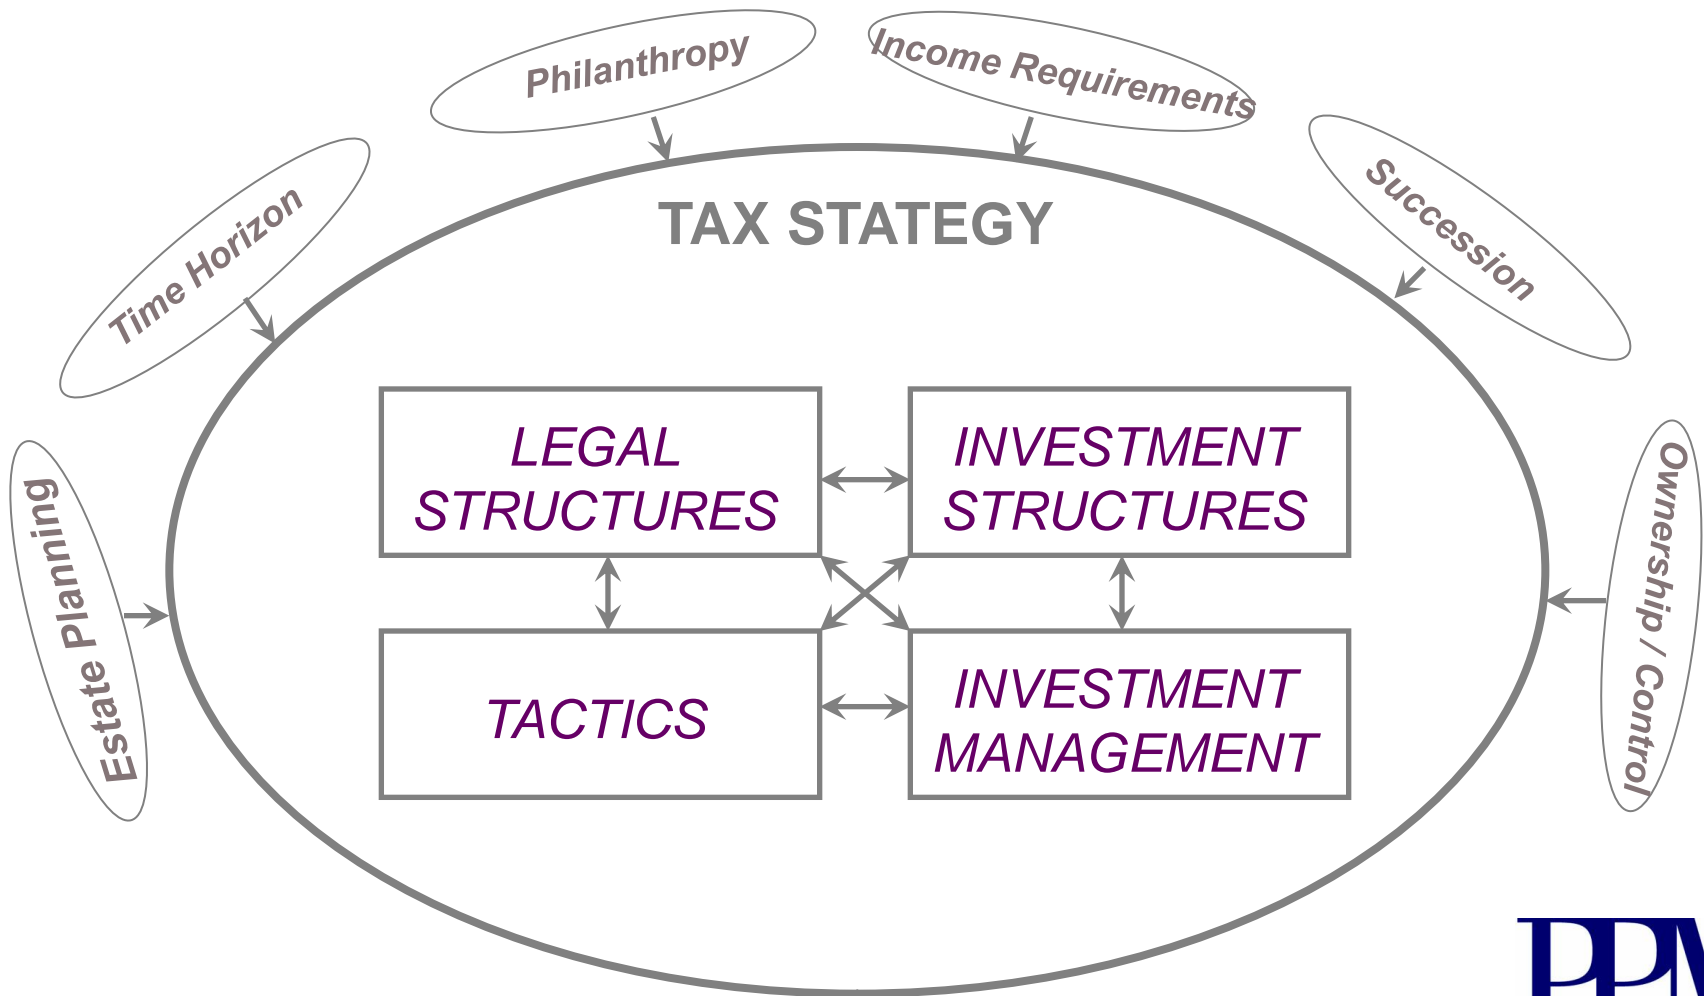 Philanthropy
Income Requirements
Time Horizon
Succession
TAX STATEGY
Estate Planning
Ownership / Control
LEGAL
STRUCTURES
INVESTMENT
STRUCTURES
TACTICS
INVESTMENT
MANAGEMENT
PPM